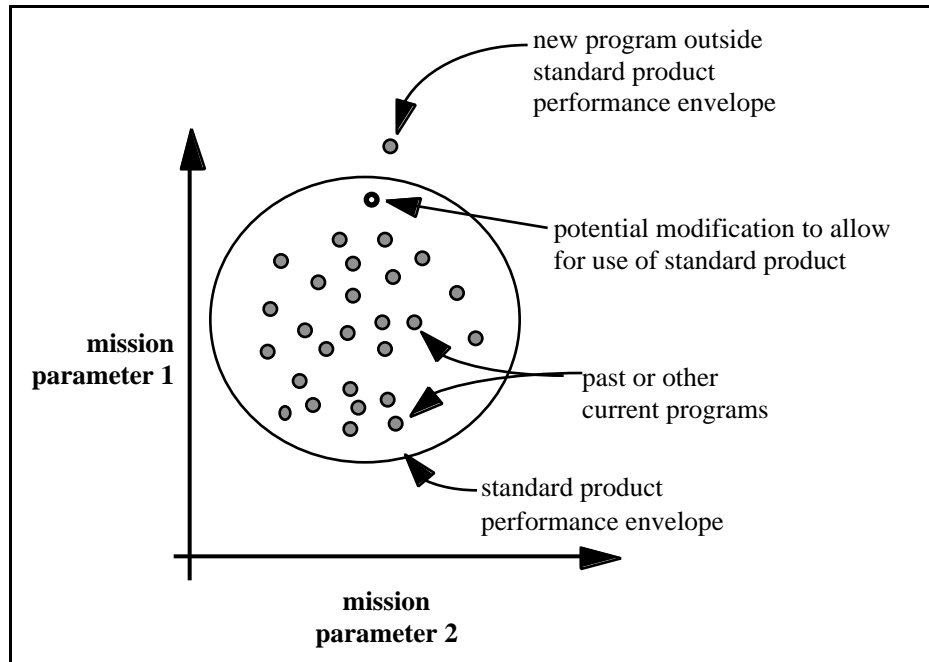 new program outside
standard product
performance envelope
potential modification to allow
for use of standard product
mission
parameter 1
past or other
current programs
standard product
performance envelope
mission
parameter 2